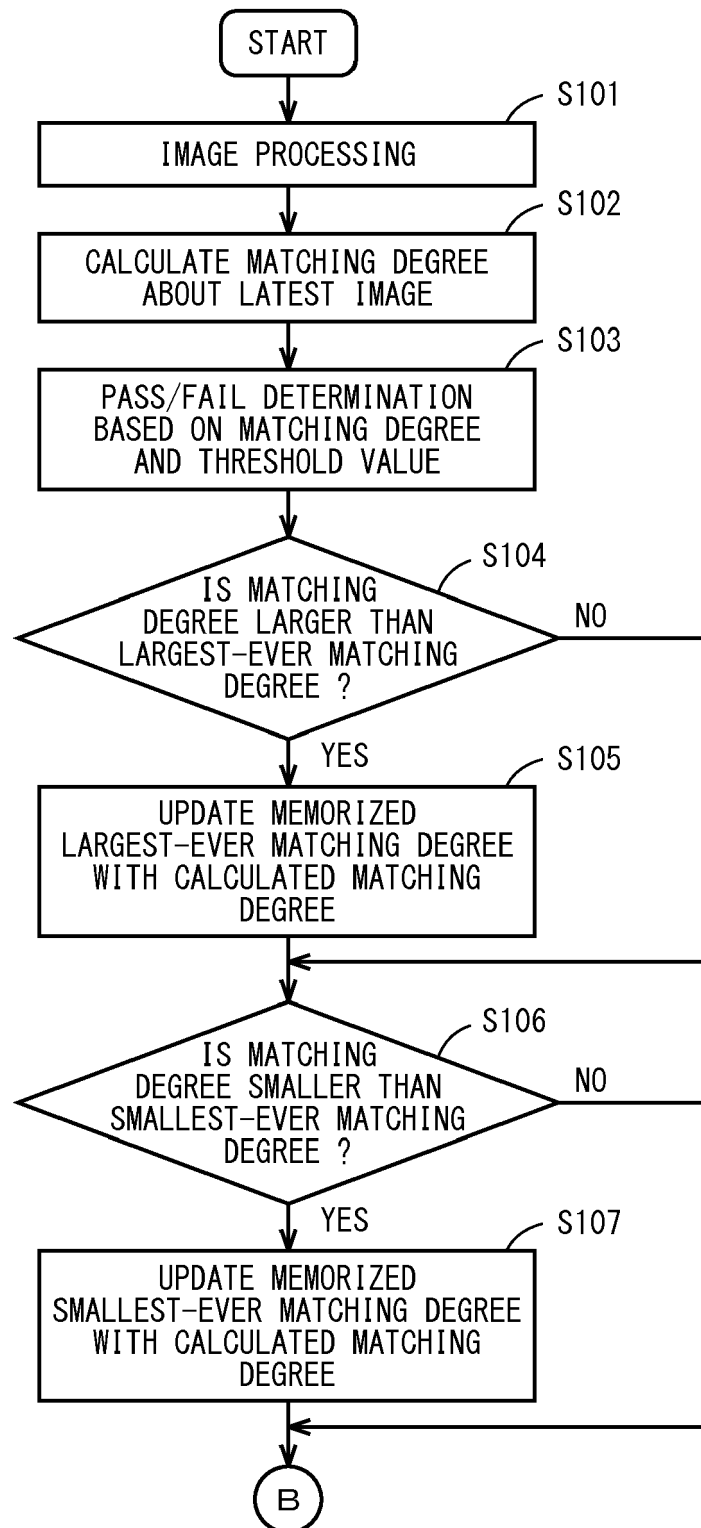 START
S101
IMAGE PROCESSING
S102
CALCULATE MATCHING DEGREE
ABOUT LATEST IMAGE
S103
PASS/FAIL DETERMINATION
BASED ON MATCHING DEGREE
AND THRESHOLD VALUE
S104
IS MATCHING
DEGREE LARGER THAN
LARGEST-EVER MATCHING
DEGREE ?
NO
YES
S105
UPDATE MEMORIZED
LARGEST-EVER MATCHING DEGREE
WITH CALCULATED MATCHING
DEGREE
S106
IS MATCHING
DEGREE SMALLER THAN
SMALLEST-EVER MATCHING
DEGREE ?
NO
YES
S107
UPDATE MEMORIZED
SMALLEST-EVER MATCHING DEGREE
WITH CALCULATED MATCHING
DEGREE
B